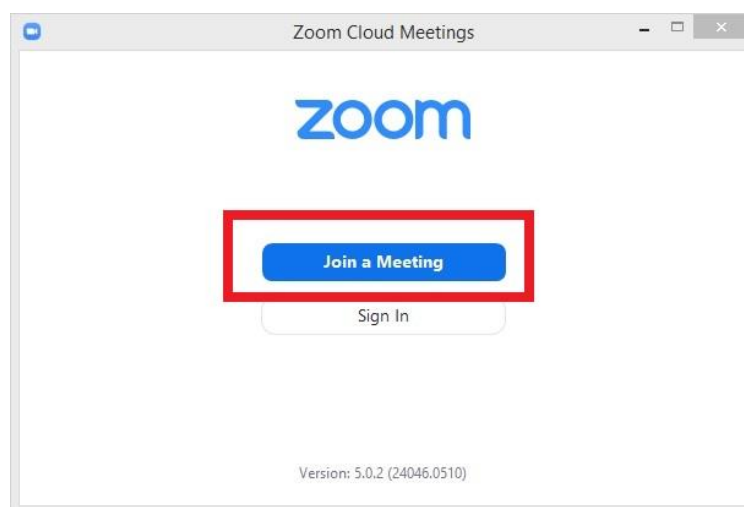 Zoom Cloud Meetings
zoom
Join a Meeting
Sign In
Version: 5.0.2 (24046.0510)